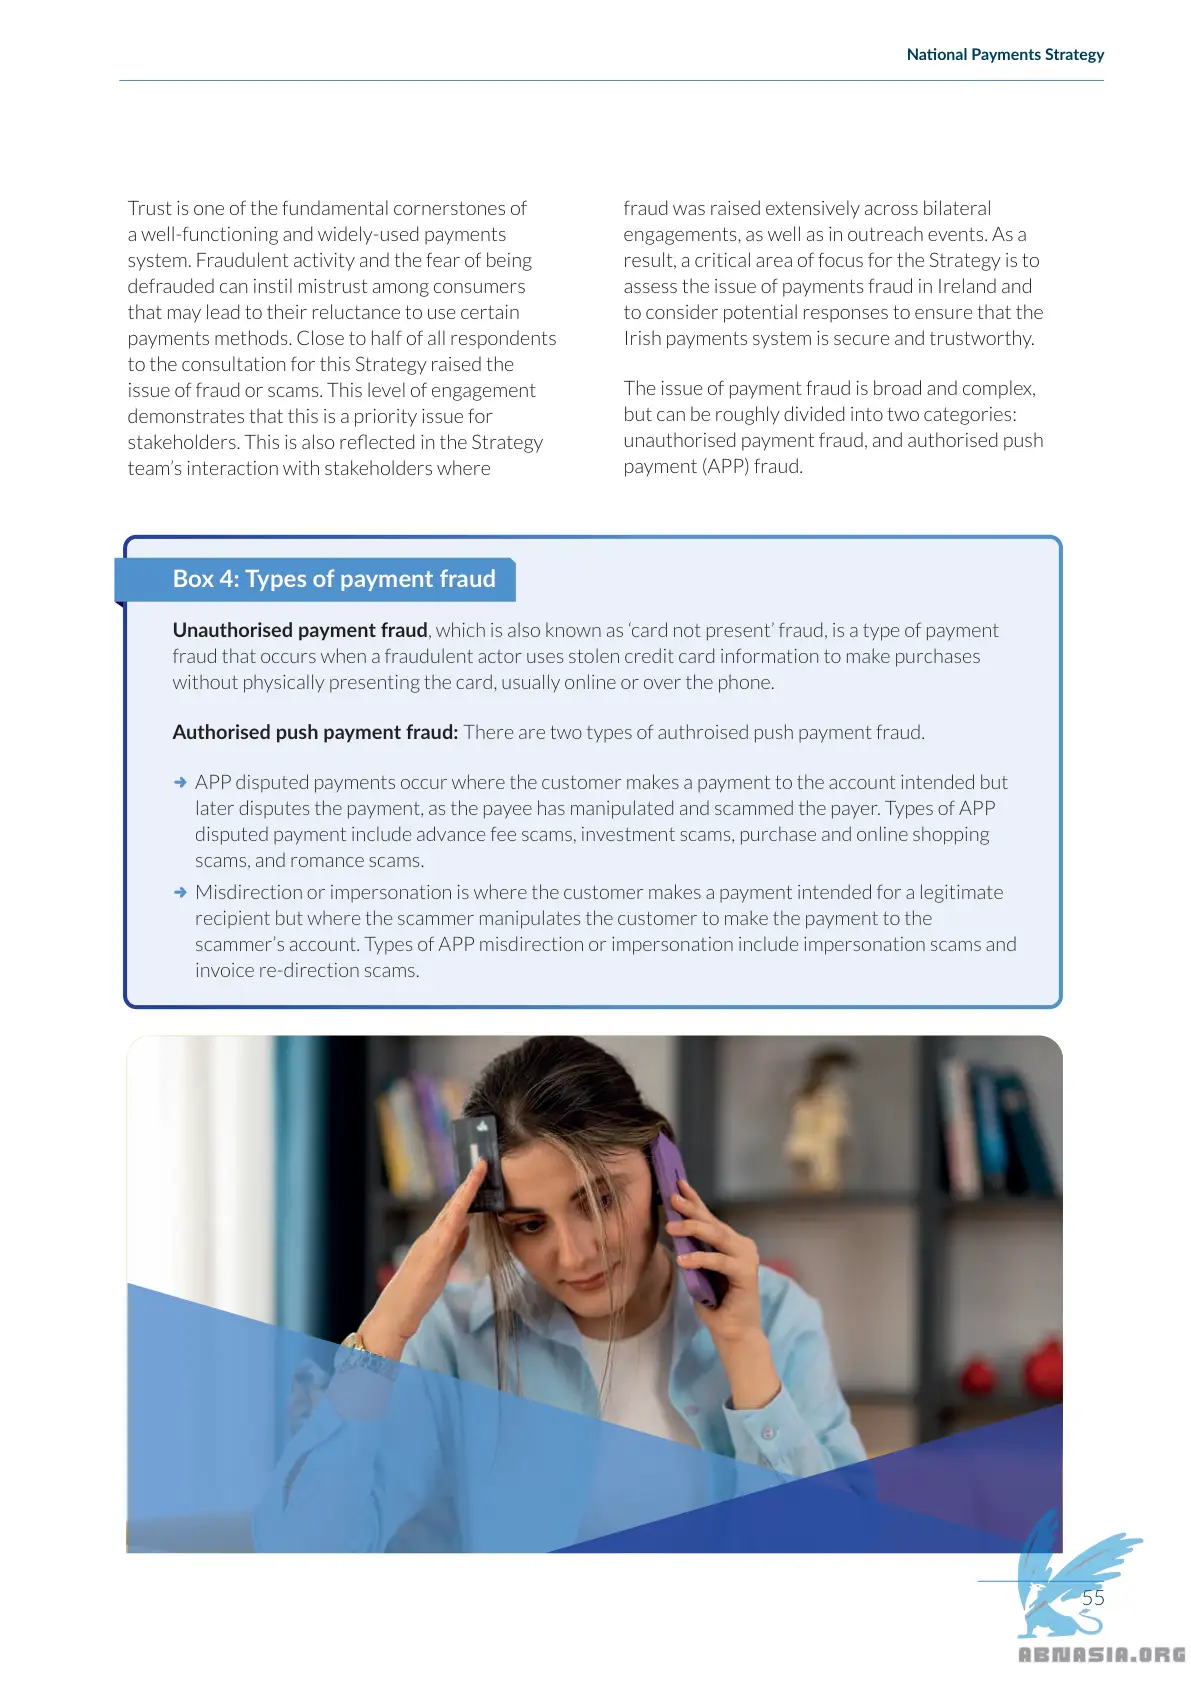 National Payments Strategy
Trust is one of the fundamental cornerstones of
a well-functioning and widely-used payments
system. Fraudulent activity and the fear of being
defrauded can instil mistrust among consumers
that may lead to their reluctance to use certain
payments methods. Close to half of all respondents
to the consultation for this Strategy raised the
issue of fraud or scams. This level of engagement
demonstrates that this is a priority issue for
stakeholders. This is also reflected in the Strategy
team’s interaction with stakeholders where
fraud was raised extensively across bilateral
engagements, as well as in outreach events. As a
result, a critical area of focus for the Strategy is to
assess the issue of payments fraud in Ireland and
to consider potential responses to ensure that the
Irish payments system is secure and trustworthy.
The issue of payment fraud is broad and complex,
but can be roughly divided into two categories:
unauthorised payment fraud, and authorised push
payment (APP) fraud.
Box 4: Types of payment fraud
Unauthorised payment fraud, which is also known as ‘card not present’ fraud, is a type of payment
fraud that occurs when a fraudulent actor uses stolen credit card information to make purchases
without physically presenting the card, usually online or over the phone.
Authorised push payment fraud: There are two types of authroised push payment fraud.
➔ APP disputed payments occur where the customer makes a payment to the account intended but
later disputes the payment, as the payee has manipulated and scammed the payer. Types of APP
disputed payment include advance fee scams, investment scams, purchase and online shopping
scams, and romance scams.
➔ Misdirection or impersonation is where the customer makes a payment intended for a legitimate
recipient but where the scammer manipulates the customer to make the payment to the
scammer’s account. Types of APP misdirection or impersonation include impersonation scams and
invoice re-direction scams.
55
ABNASIA.ORG